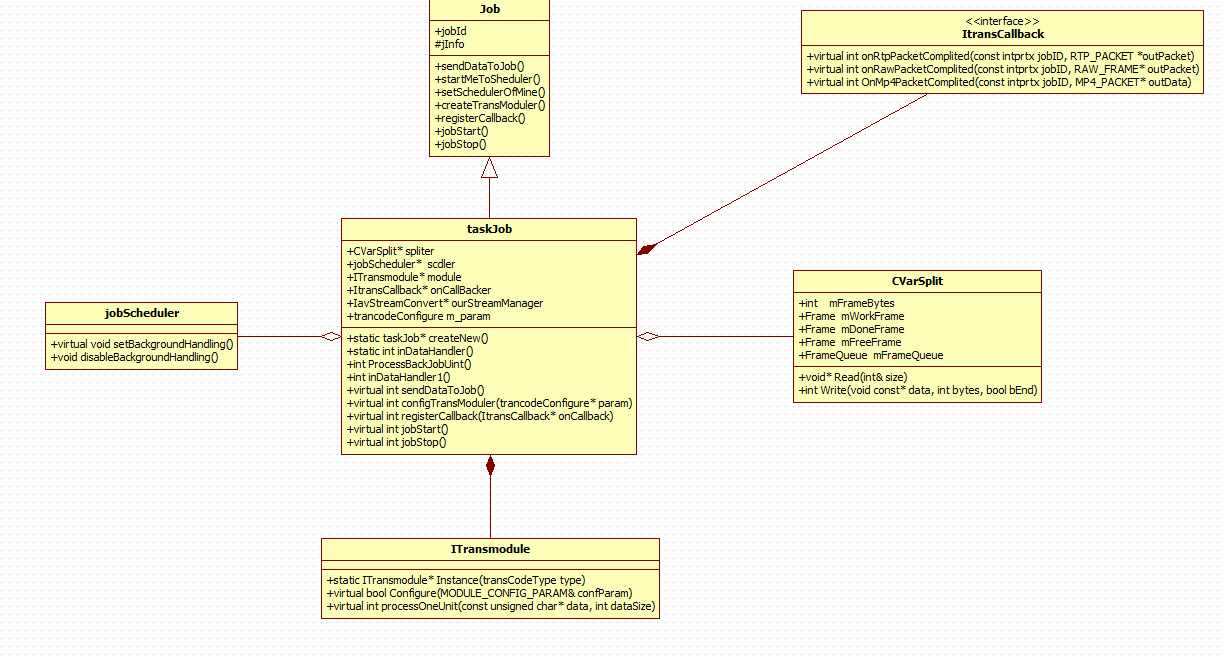 Job
+jobId
#jInfo
+sendDataToJob()
+startMeToSheduler()
+setSchedulerOfMine()
+createTransModuler()
+registerCallback()
+jobStart()
+jobStop()
<<interface>>
ItransCallback
+virtual int onRtpPacketComplited(const intprtx jobID, RTP_PACKET *outPacket)
+virtual int onRawPacketComplited(const intprtx jobID, RAW_FRAME* outPacket)
+virtual int OnMp4PacketComplited(const intprtx jobID, MP4_PACKET* outData)
taskJob
+CVarSplit* spliter
+jobScheduler*  scdler
+ITransmodule* module
+ItransCallback* onCallBacker
+IavStreamConvert* ourStreamManager
+trancodeConfigure m_param
+static taskJob* createNew()
+static int inDataHandler()
+int ProcessBackJobUint()
+int inDataHandler1()
+virtual int sendDataToJob()
+virtual int configTransModuler(trancodeConfigure* param)
+virtual int registerCallback(ItransCallback* onCallback)
+virtual int jobStart()
+virtual int jobStop()
jobScheduler
+virtual void setBackgroundHandling()
+void disableBackgroundHandling()
CVarSplit
+int   mFrameBytes
+Frame  mWorkFrame
+Frame  mDoneFrame
+Frame  mFreeFrame
+FrameQueue  mFrameQueue
+void* Read(int& size)
+int Write(void const* data, int bytes, bool bEnd)
ITransmodule
+static ITransmodule* Instance(transCodeType type)
+virtual bool Configure(MODULE_CONFIG_PARAM& confParam)
+virtual int processOneUnit(const unsigned char* data, int dataSize)